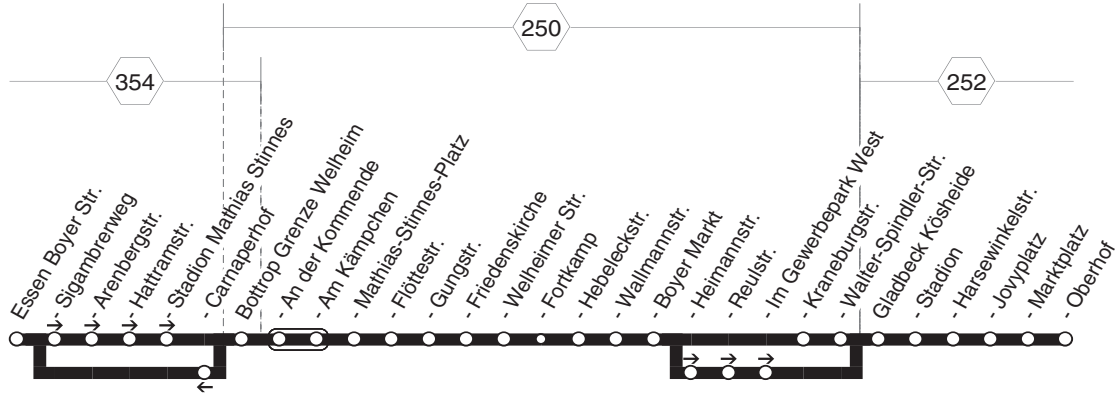 250
354
252
Essen Boyer Str.
- Sigambrenweg
- Arenbergstr.
- Hattramstr.
- Stadion Mathias Stinnes
- Carnaperhof
Bottrop Grenze Welheim
- An der Kommende
- Am Kämpchen
- Mathias-Stinnes-Platz
- Flöttestr.
- Gungstr.
- Friedenskirche
- Welheimer Str.
- Fortkamp
- Hebeleckstr.
- Wallmannstr.
- Boyer Markt
- Heimannstr.
- Reulstr.
- Im Gewerbepark West
- Kraneburgstr.
- Walter-Spindler-Str.
Gladbeck Kösheide
- Stadion
- Harsewinkelstr.
- Jovyplatz
- Marktplatz
- Oberhof